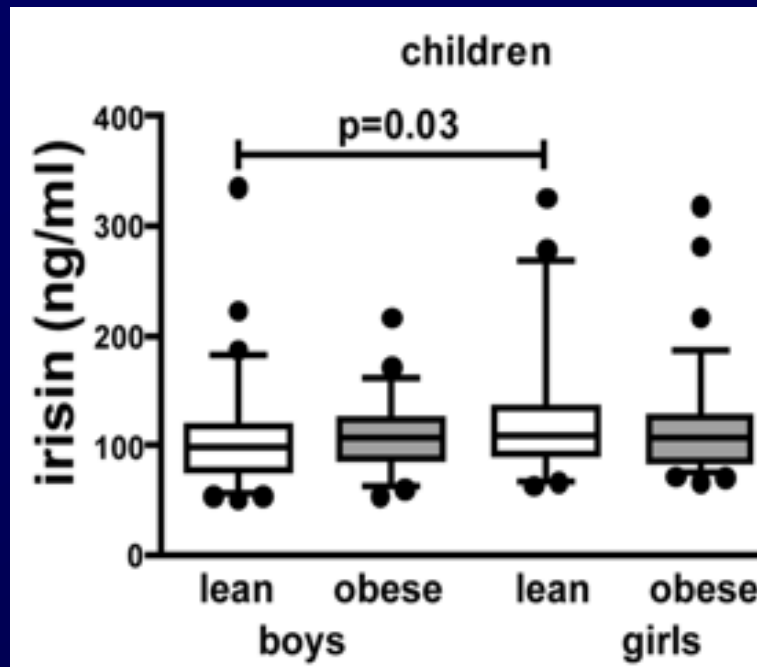 children
p=0.03
irisin (ng/ml)
400
300
200
100
0
lean obese lean obese
boys girls